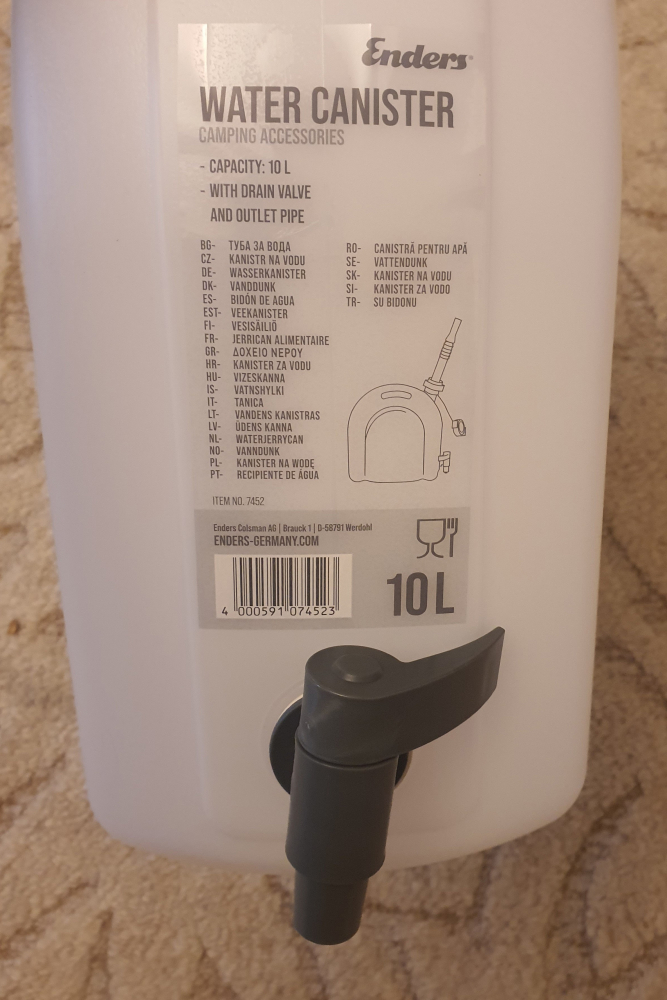 Enders®
WATER CANISTER
CAMPING ACCESSORIES
- CAPACITY: 10 L
- WITH DRAIN VALVE
AND OUTLET PIPE
BG- ТУБА ЗА ВОДА
CZ- KANISTR NA VODU
DE- WASSERKANISTER
DK- VANDDUNK
ES- BIDÓN DE AGUA
EST- VEEKANISTER
FI- VESISÄILIÖ
FR- JERRICAN ALIMENTAIRE
GR- ΔΟΧΕΙΟ ΝΕΡΟΥ
HR- KANISTER ZA VODU
HU- VIZESKANNA
IS- VATNSHYLKI
IT- TANICA
LT- VANDENS KANISTRAS
LV- ŪDENS KANNA
NL- WATERJERRYCAN
NO- VANNDUNK
PL- KANISTER NA WODĘ
PT- RECIPIENTE DE ÁGUA
RO- CANISTRĂ PENTRU APĂ
SE- VATTENDUNK
SK- KANISTER NA VODU
SI- KANISTER ZA VODO
TR- SU BIDONU
ITEM NO. 7452
Enders Colsman AG | Brauck 1 | D-58791 Werdohl
ENDERS-GERMANY.COM
4 000591 074523
10 L